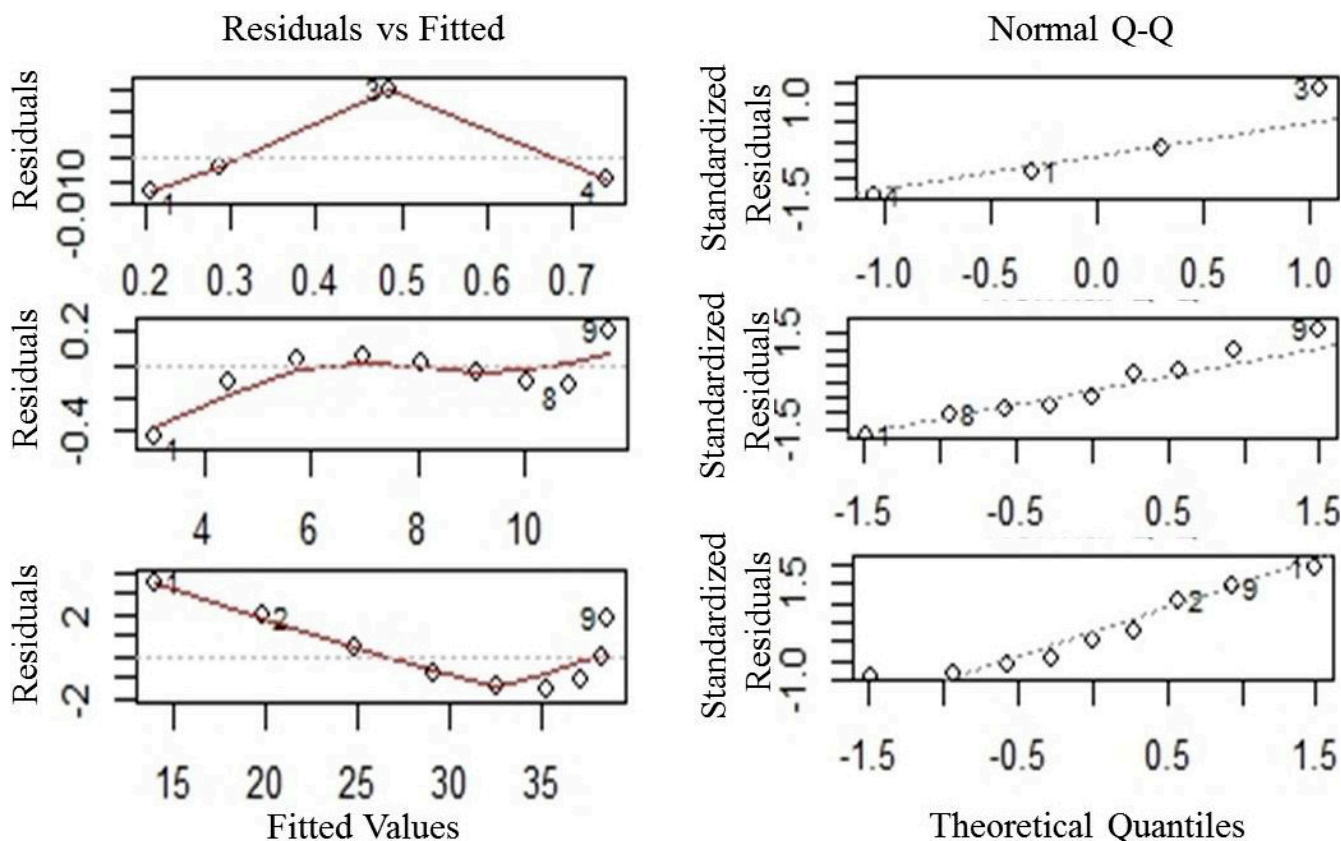 Residuals vs Fitted
Normal Q-Q
Residuals
-0.010
1
3
4
0.2 0.3 0.4 0.5 0.6 0.7
Standardized
Residuals
-1.5 1.0
1
3
-1.0 -0.5 0.0 0.5 1.0
Residuals
-0.4 0.2
1
8
9
4 6 8 10
Standardized
Residuals
-1.5 1.5
1
8
9
-1.5 -0.5 0.5 1.5
Residuals
-2 2
1
2
9
15 20 25 30 35
Fitted Values
Standardized
Residuals
-1.0 1.5
2
9
1
-1.5 -0.5 0.5 1.5
Theoretical Quantiles